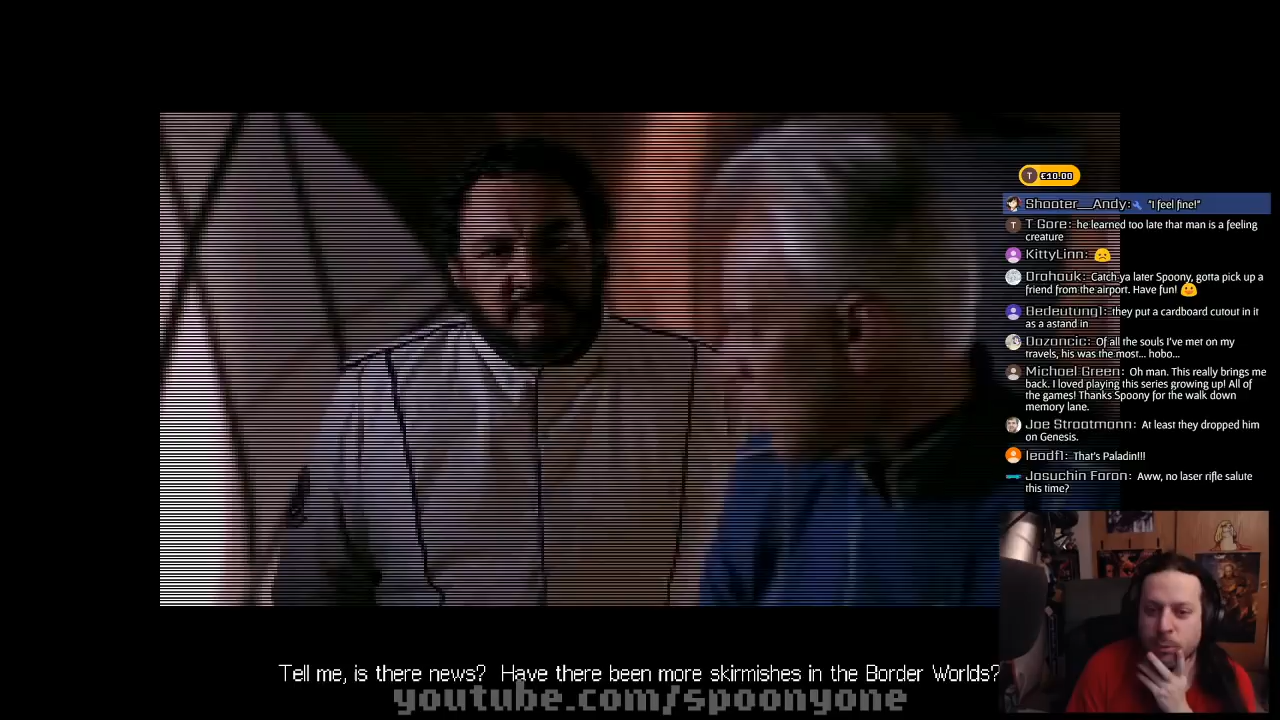 €10.00
T
Shooter__Andy: "I feel fine!"
T Gore: he learned too late that man is a feeling
creature
KittyLinn:
Drahauk: Catch ya later Spoony, gotta pick up a
friend from the airport. Have fun!
Bedeutung1: they put a cardboard cutout in it
as a astand in
Dozoncic: Of all the souls I've met on my
travels, his was the most... hobo...
Michael Green: Oh man. This really brings me
back. I loved playing this series growing up! All of
the games! Thanks Spoony for the walk down
memory lane.
Joe Strootmann: At least they dropped him
on Genesis.
leodf1: That's Paladin!!!
Josuchin Foron: Aww, no laser rifle salute
this time?
Tell me, is there news? Have there been more skirmishes in the Border Worlds?
youtube.com/spoonyone